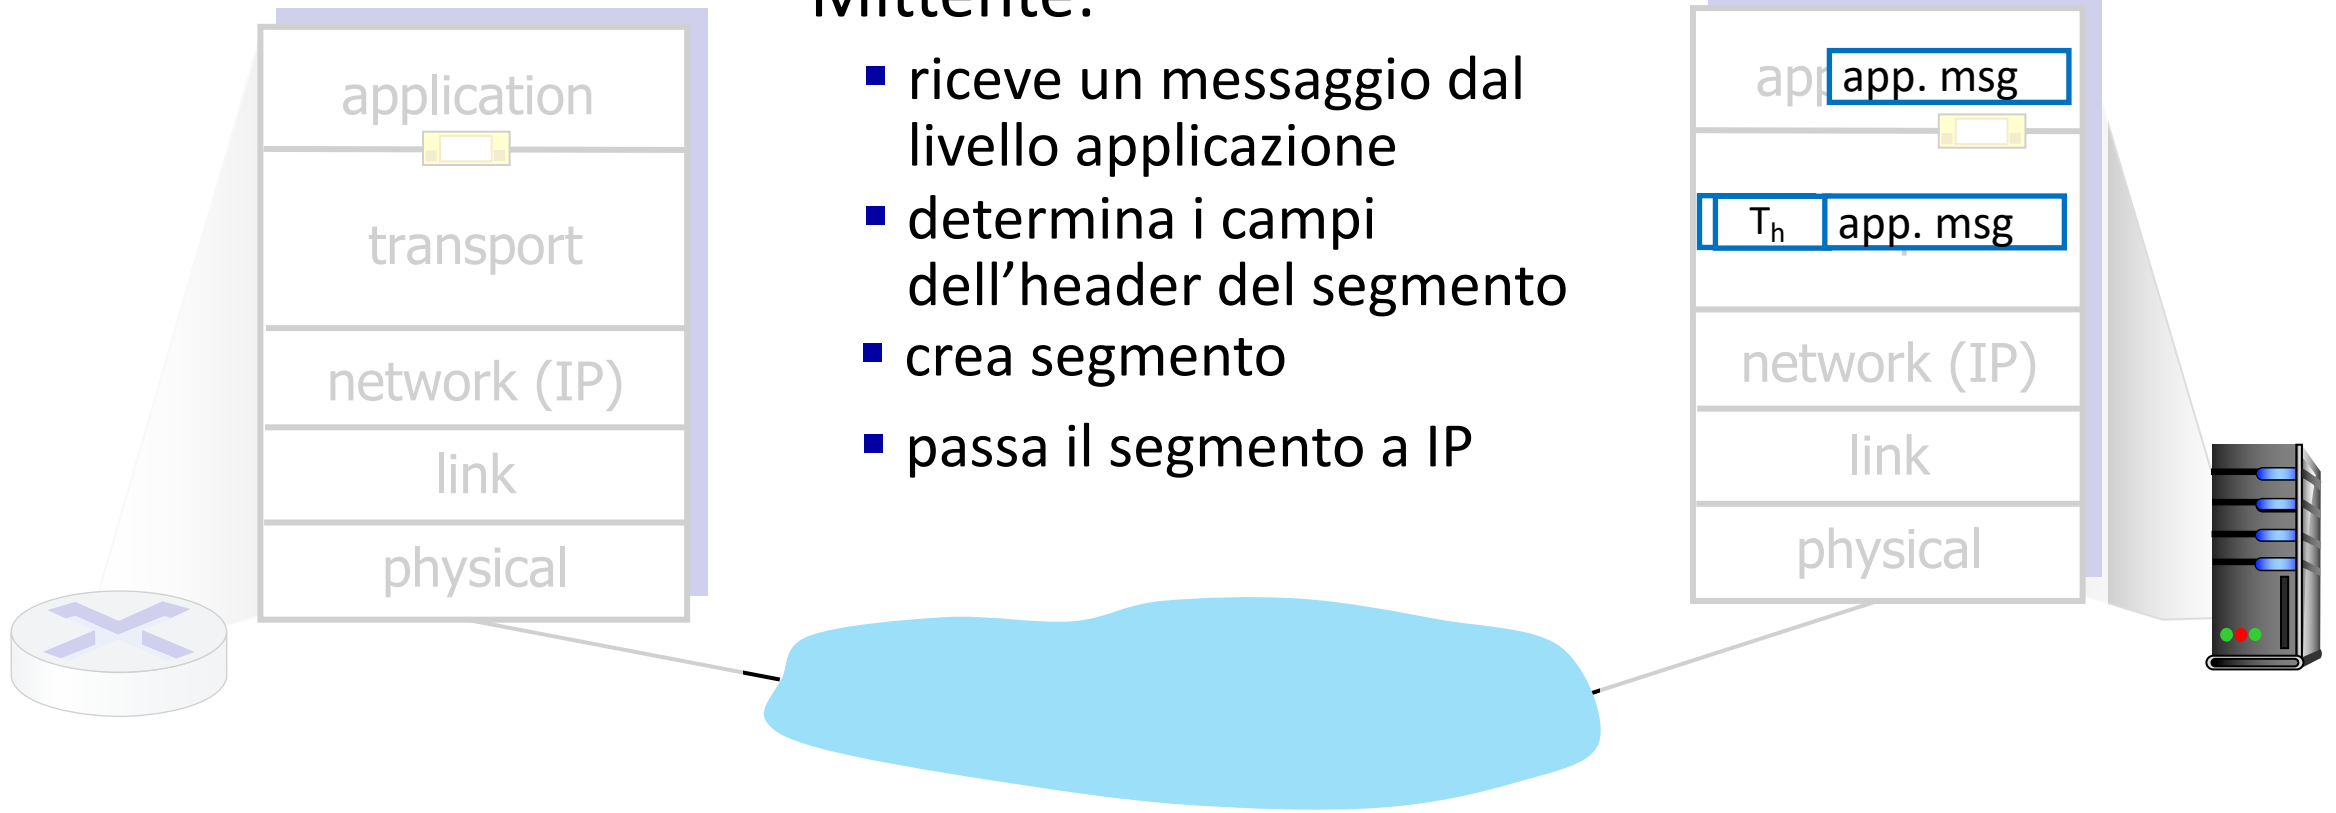 Mittente:
application
transport
network (IP)
link
physical
riceve un messaggio dal
livello applicazione
determina i campi
dell’header del segmento
crea segmento
passa il segmento a IP
app. msg
Th app. msg
network (IP)
link
physical